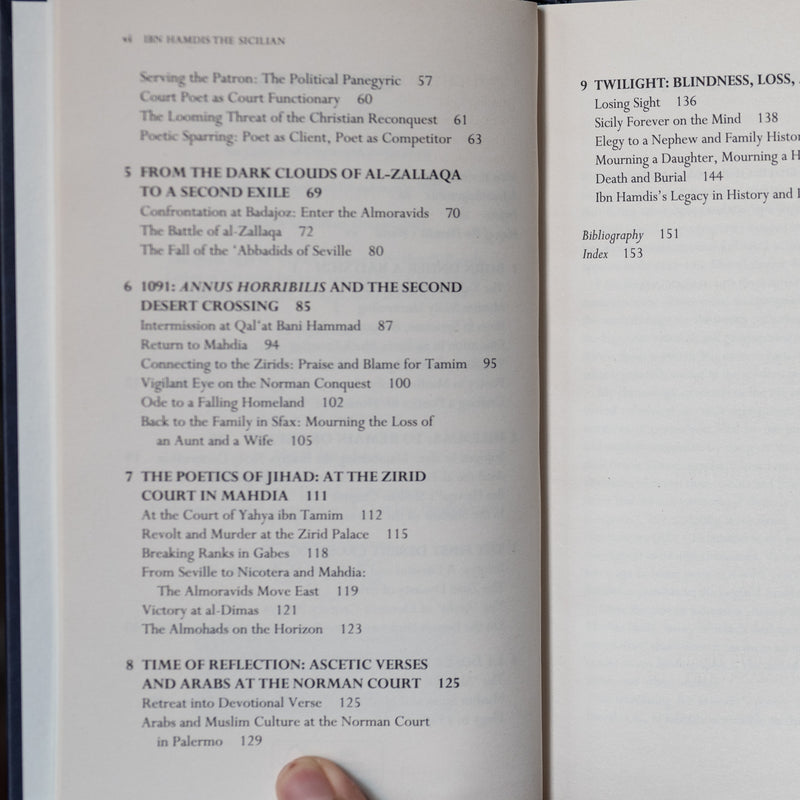 vi IBN HAMDIS THE SICILIAN
Serving the Patron: The Political Panegyric 57
Court Poet as Court Functionary 60
The Looming Threat of the Christian Reconquest 61
Poetic Sparring: Poet as Client, Poet as Competitor 63
5 FROM THE DARK CLOUDS OF AL-ZALLAQA
TO A SECOND EXILE 69
Confrontation at Badajoz: Enter the Almoravids 70
The Battle of al-Zallaqa 72
The Fall of the ‘Abbadids of Seville 80
6 1091: ANNUS HORRIBILIS AND THE SECOND
DESERT CROSSING 85
Intermission at Qal‘at Bani Hammad 87
Return to Mahdia 94
Connecting to the Zirids: Praise and Blame for Tamim 95
Vigilant Eye on the Norman Conquest 100
Ode to a Falling Homeland 102
Back to the Family in Sfax: Mourning the Loss of
an Aunt and a Wife 105
7 THE POETICS OF JIHAD: AT THE ZIRID
COURT IN MAHDIA 111
At the Court of Yahya ibn Tamim 112
Revolt and Murder at the Zirid Palace 115
Breaking Ranks in Gabes 118
From Seville to Nicotera and Mahdia:
The Almoravids Move East 119
Victory at al-Dimas 121
The Almohads on the Horizon 123
8 TIME OF REFLECTION: ASCETIC VERSES
AND ARABS AT THE NORMAN COURT 125
Retreat into Devotional Verse 125
Arabs and Muslim Culture at the Norman Court
in Palermo 129
9 TWILIGHT: BLINDNESS, LOSS,
Losing Sight 136
Sicily Forever on the Mind 138
Elegy to a Nephew and Family
Mourning a Daughter, Mourning a
Death and Burial 144
Ibn Hamdis’s Legacy in History and
Bibliography 151
Index 153